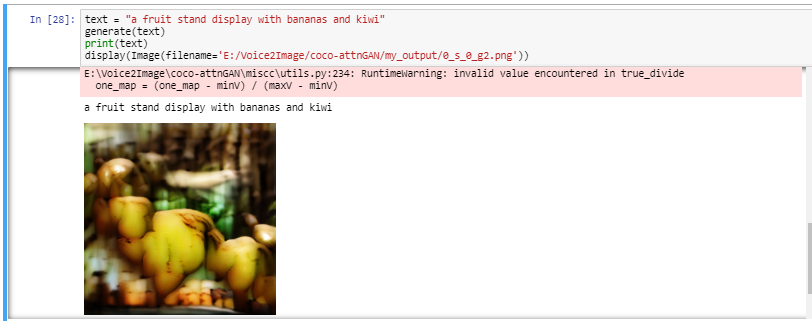 In [28]: text = "a fruit stand display with bananas and kiwi"
generate(text)
print(text)
display(Image(filename='E:/Voice2Image/coco-attnGAN/my_output/0_s_0_g2.png'))
E:\Voice2Image\coco-attnGAN\miscc\utils.py:234: RuntimeWarning: invalid value encountered in true_divide
one_map = (one_map - minV) / (maxV - minV)
a fruit stand display with bananas and kiwi